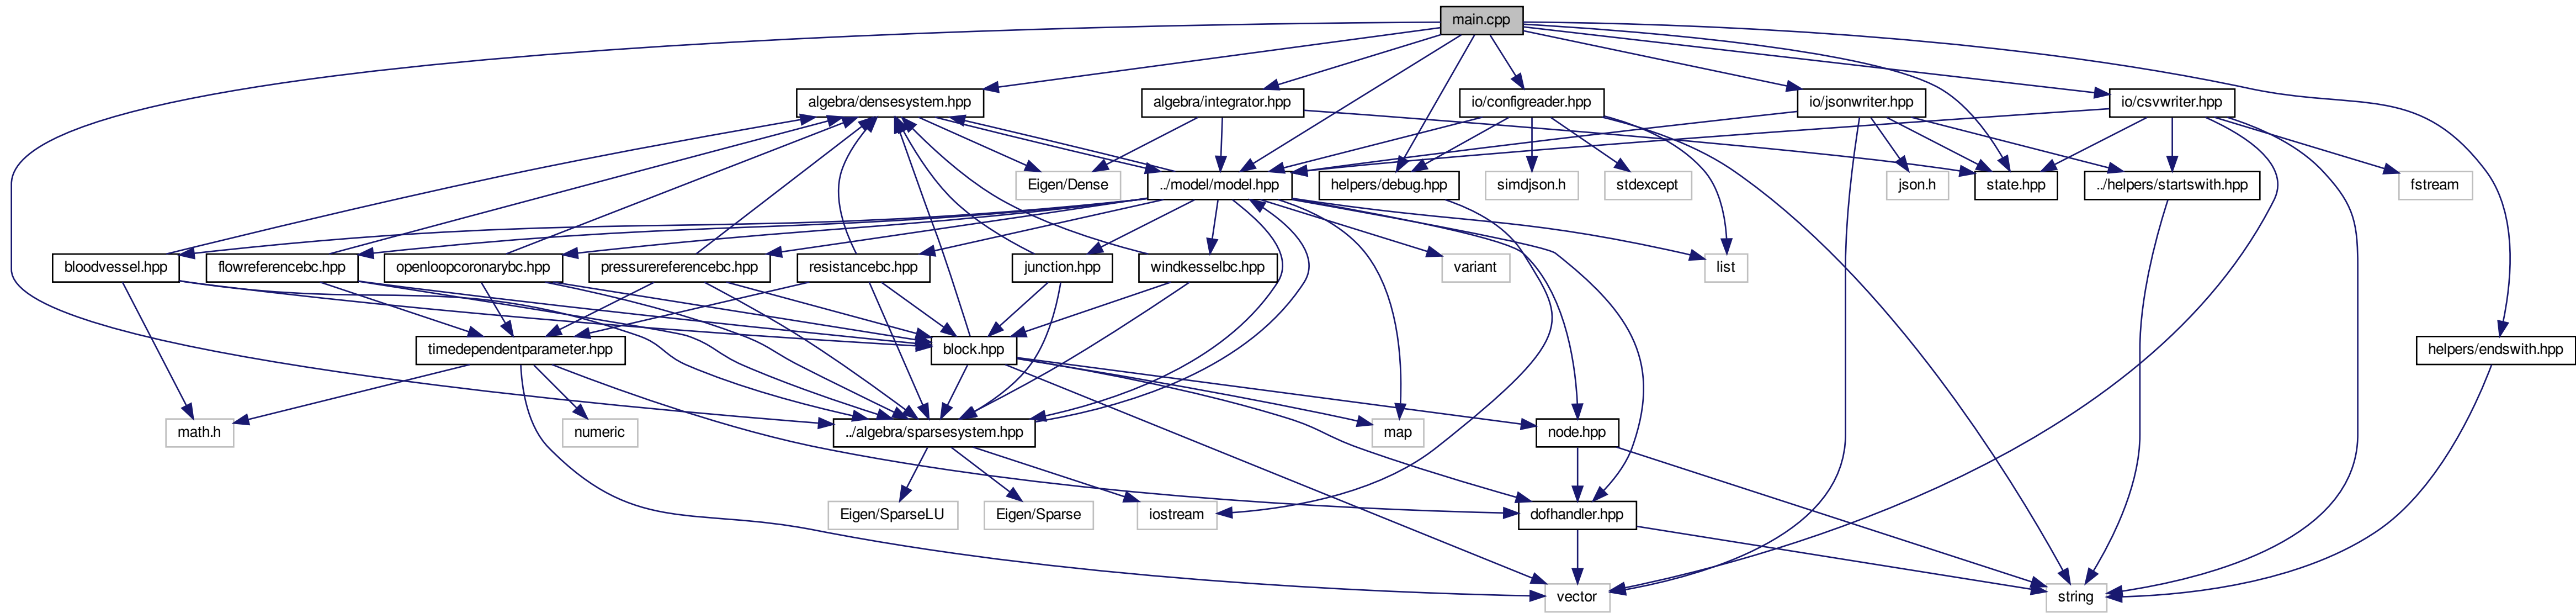 main.cpp
algebra/densesystem.hpp
algebra/integrator.hpp
io/configreader.hpp
io/jsonwriter.hpp
io/csvwriter.hpp
Eigen/Dense
../model/model.hpp
helpers/debug.hpp
simdjson.h
stdexcept
json.h
state.hpp
../helpers/startswith.hpp
fstream
bloodvessel.hpp
flowreferencebc.hpp
openloopcoronarybc.hpp
pressurereferencebc.hpp
resistancebc.hpp
junction.hpp
windkesselbc.hpp
variant
list
timedependentparameter.hpp
block.hpp
helpers/endswith.hpp
math.h
numeric
../algebra/sparsesystem.hpp
map
node.hpp
Eigen/SparseLU
Eigen/Sparse
iostream
dofhandler.hpp
vector
string